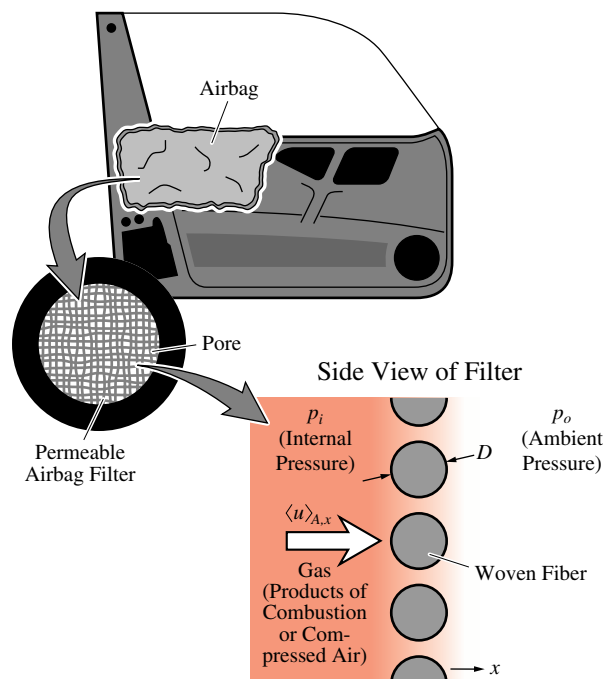 Airbag
Pore
Permeable
Airbag Filter
Side View of Filter
p_i
(Internal
Pressure)
p_o
(Ambient
Pressure)
D
⟨u⟩_A,x
Gas
(Products of
Combustion
or Com-
pressed Air)
Woven Fiber
x